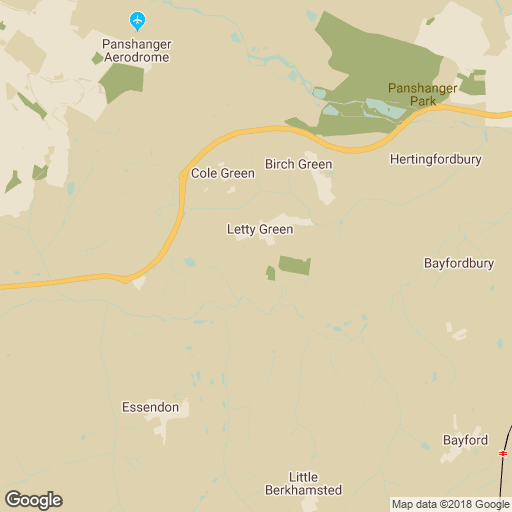 Panshanger
Aerodrome
Panshanger
Park
Birch Green
Hertingfordbury
Cole Green
Letty Green
Bayfordbury
Essendon
Bayford
Little
Berkhamsted
Google
Map data ©2018 Google